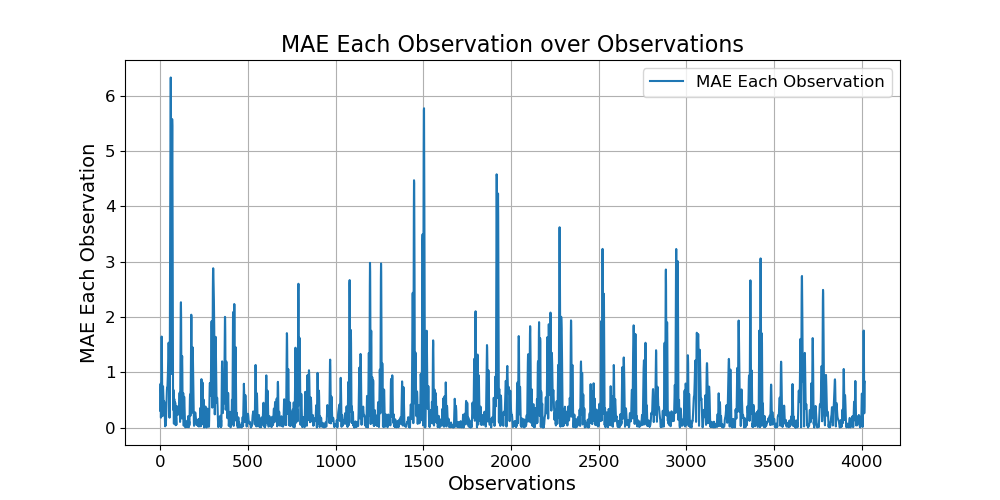 MAE Each Observation over Observations
MAE Each Observation
MAE Each Observation
6
5
4
3
2
1
0
0 500 1000 1500 2000 2500 3000 3500 4000
Observations